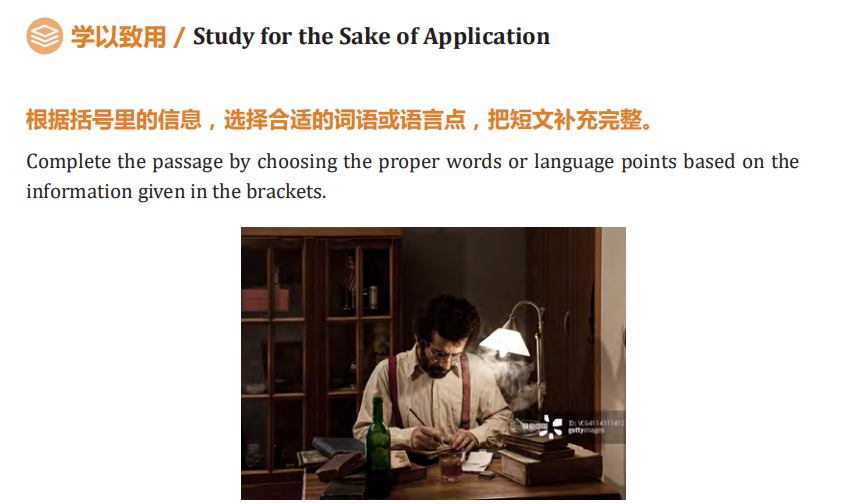 学以致用 / Study for the Sake of Application
根据括号里的信息，选择合适的词语或语言点，把短文补充完整。
Complete the passage by choosing the proper words or language points based on the
information given in the brackets.
gettyimages